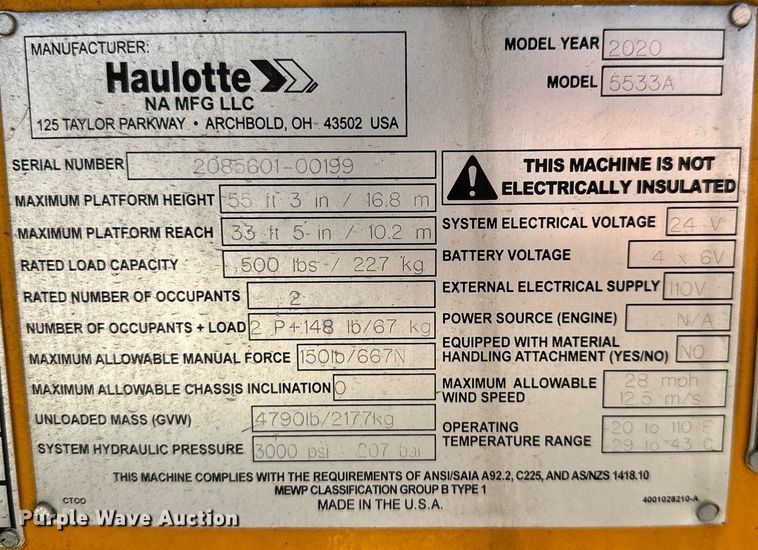 MANUFACTURER:
Haulotte
NA MFG LLC
125 TAYLOR PARKWAY • ARCHBOLD, OH 43502 USA
MODEL YEAR 2020
MODEL 5533A
SERIAL NUMBER 2085601-00199
MAXIMUM PLATFORM HEIGHT 55 ft 3 in / 16.8 m
MAXIMUM PLATFORM REACH 33 ft 5 in / 10.2 m
RATED LOAD CAPACITY 500 lbs / 227 kg
RATED NUMBER OF OCCUPANTS 2
NUMBER OF OCCUPANTS + LOAD 2 P+148 lb/67 kg
MAXIMUM ALLOWABLE MANUAL FORCE 150lb/667N
MAXIMUM ALLOWABLE CHASSIS INCLINATION 0
UNLOADED MASS (GVW) 4790lb/2177kg
SYSTEM HYDRAULIC PRESSURE 3000 psi 207 bar
THIS MACHINE IS NOT
ELECTRICALLY INSULATED
SYSTEM ELECTRICAL VOLTAGE 24 V
BATTERY VOLTAGE 4 x 6V
EXTERNAL ELECTRICAL SUPPLY 110V
POWER SOURCE (ENGINE) N/A
EQUIPPED WITH MATERIAL
HANDLING ATTACHMENT (YES/NO) NO
MAXIMUM ALLOWABLE 28 mph
WIND SPEED 12.5 m/s
OPERATING 20 to 110 F
TEMPERATURE RANGE 29 to 43 C
THIS MACHINE COMPLIES WITH THE REQUIREMENTS OF ANSI/SAIA A92.2, C225, AND AS/NZS 1418.10
MEWP CLASSIFICATION GROUP B TYPE 1
MADE IN THE U.S.A.
CTOD
4001028210-A
Purple Wave Auction